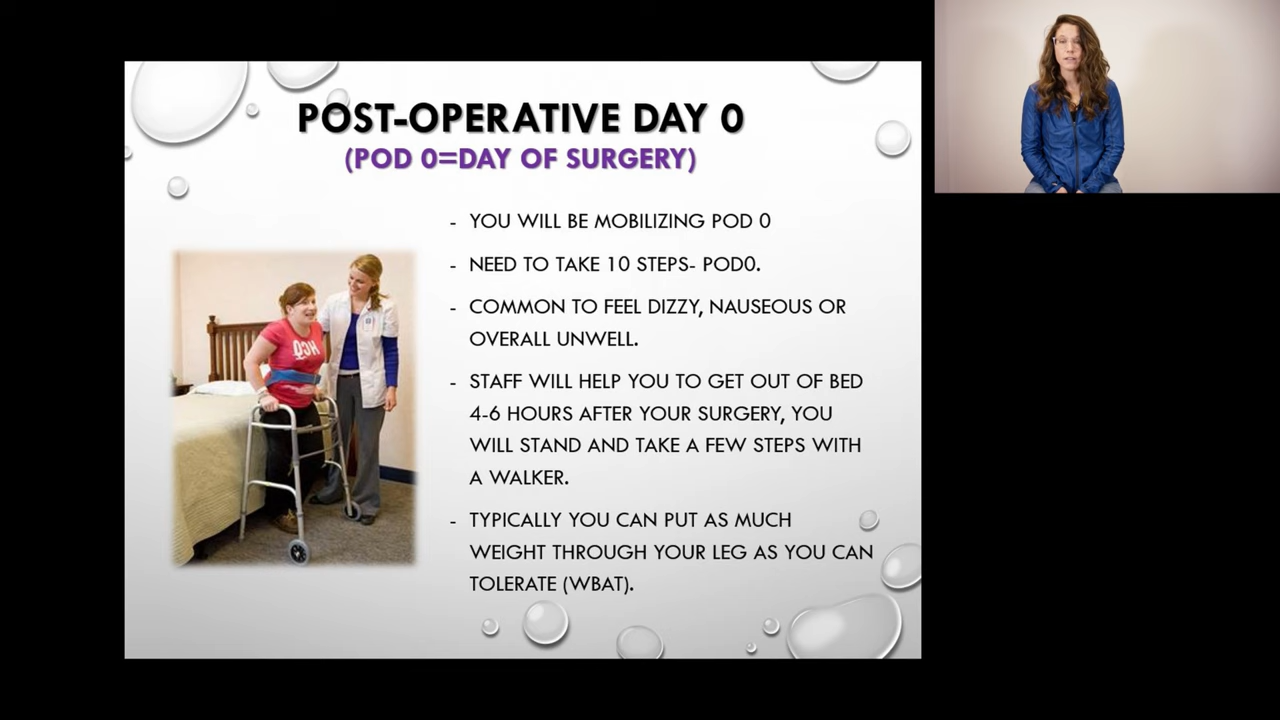 POST-OPERATIVE DAY 0
(POD 0=DAY OF SURGERY)
- YOU WILL BE MOBILIZING POD 0
- NEED TO TAKE 10 STEPS- POD0.
- COMMON TO FEEL DIZZY, NAUSEOUS OR
OVERALL UNWELL.
- STAFF WILL HELP YOU TO GET OUT OF BED
4-6 HOURS AFTER YOUR SURGERY, YOU
WILL STAND AND TAKE A FEW STEPS WITH
A WALKER.
- TYPICALLY YOU CAN PUT AS MUCH
WEIGHT THROUGH YOUR LEG AS YOU CAN
TOLERATE (WBAT).